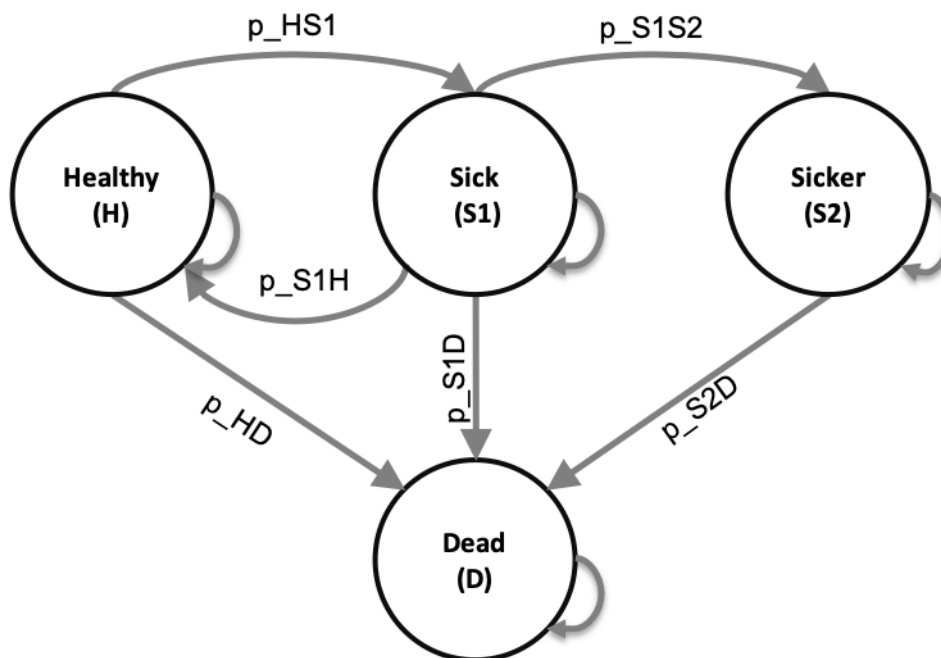 p_HS1
p_S1S2
Healthy
(H)
Sick
(S1)
Sicker
(S2)
p_S1H
p_HD
p_S1D
p_S2D
Dead
(D)